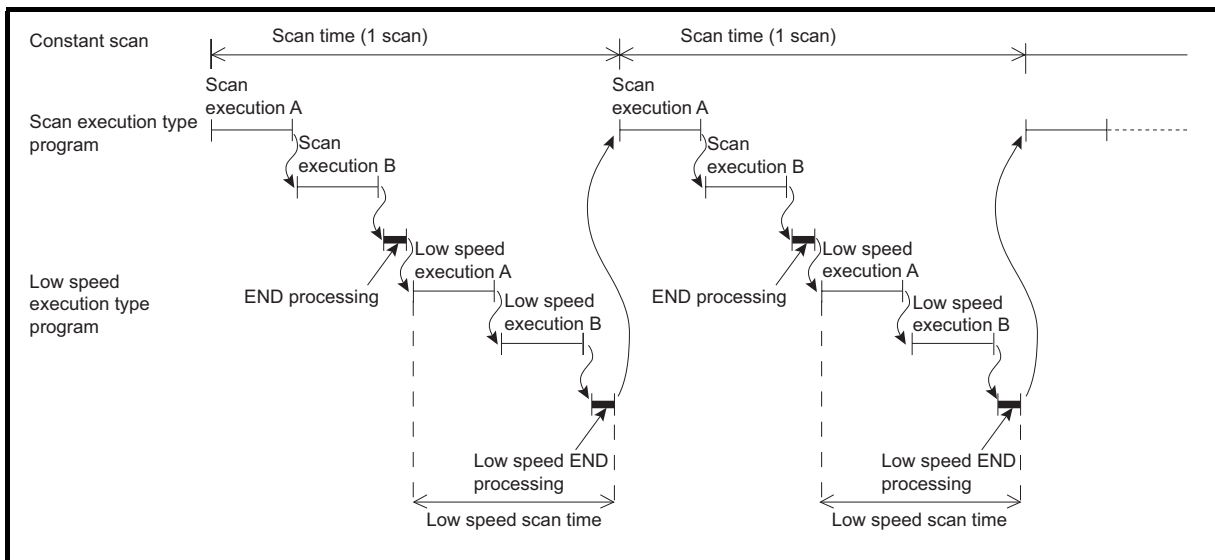 Constant scan
Scan time (1 scan)
Scan time (1 scan)
Scan
execution A
Scan
execution A
Scan execution type
program
Scan
execution B
Scan
execution B
Low speed
execution A
Low speed
execution A
Low speed
execution type
program
END processing
END processing
Low speed
execution B
Low speed
execution B
Low speed END
processing
Low speed END
processing
Low speed scan time
Low speed scan time